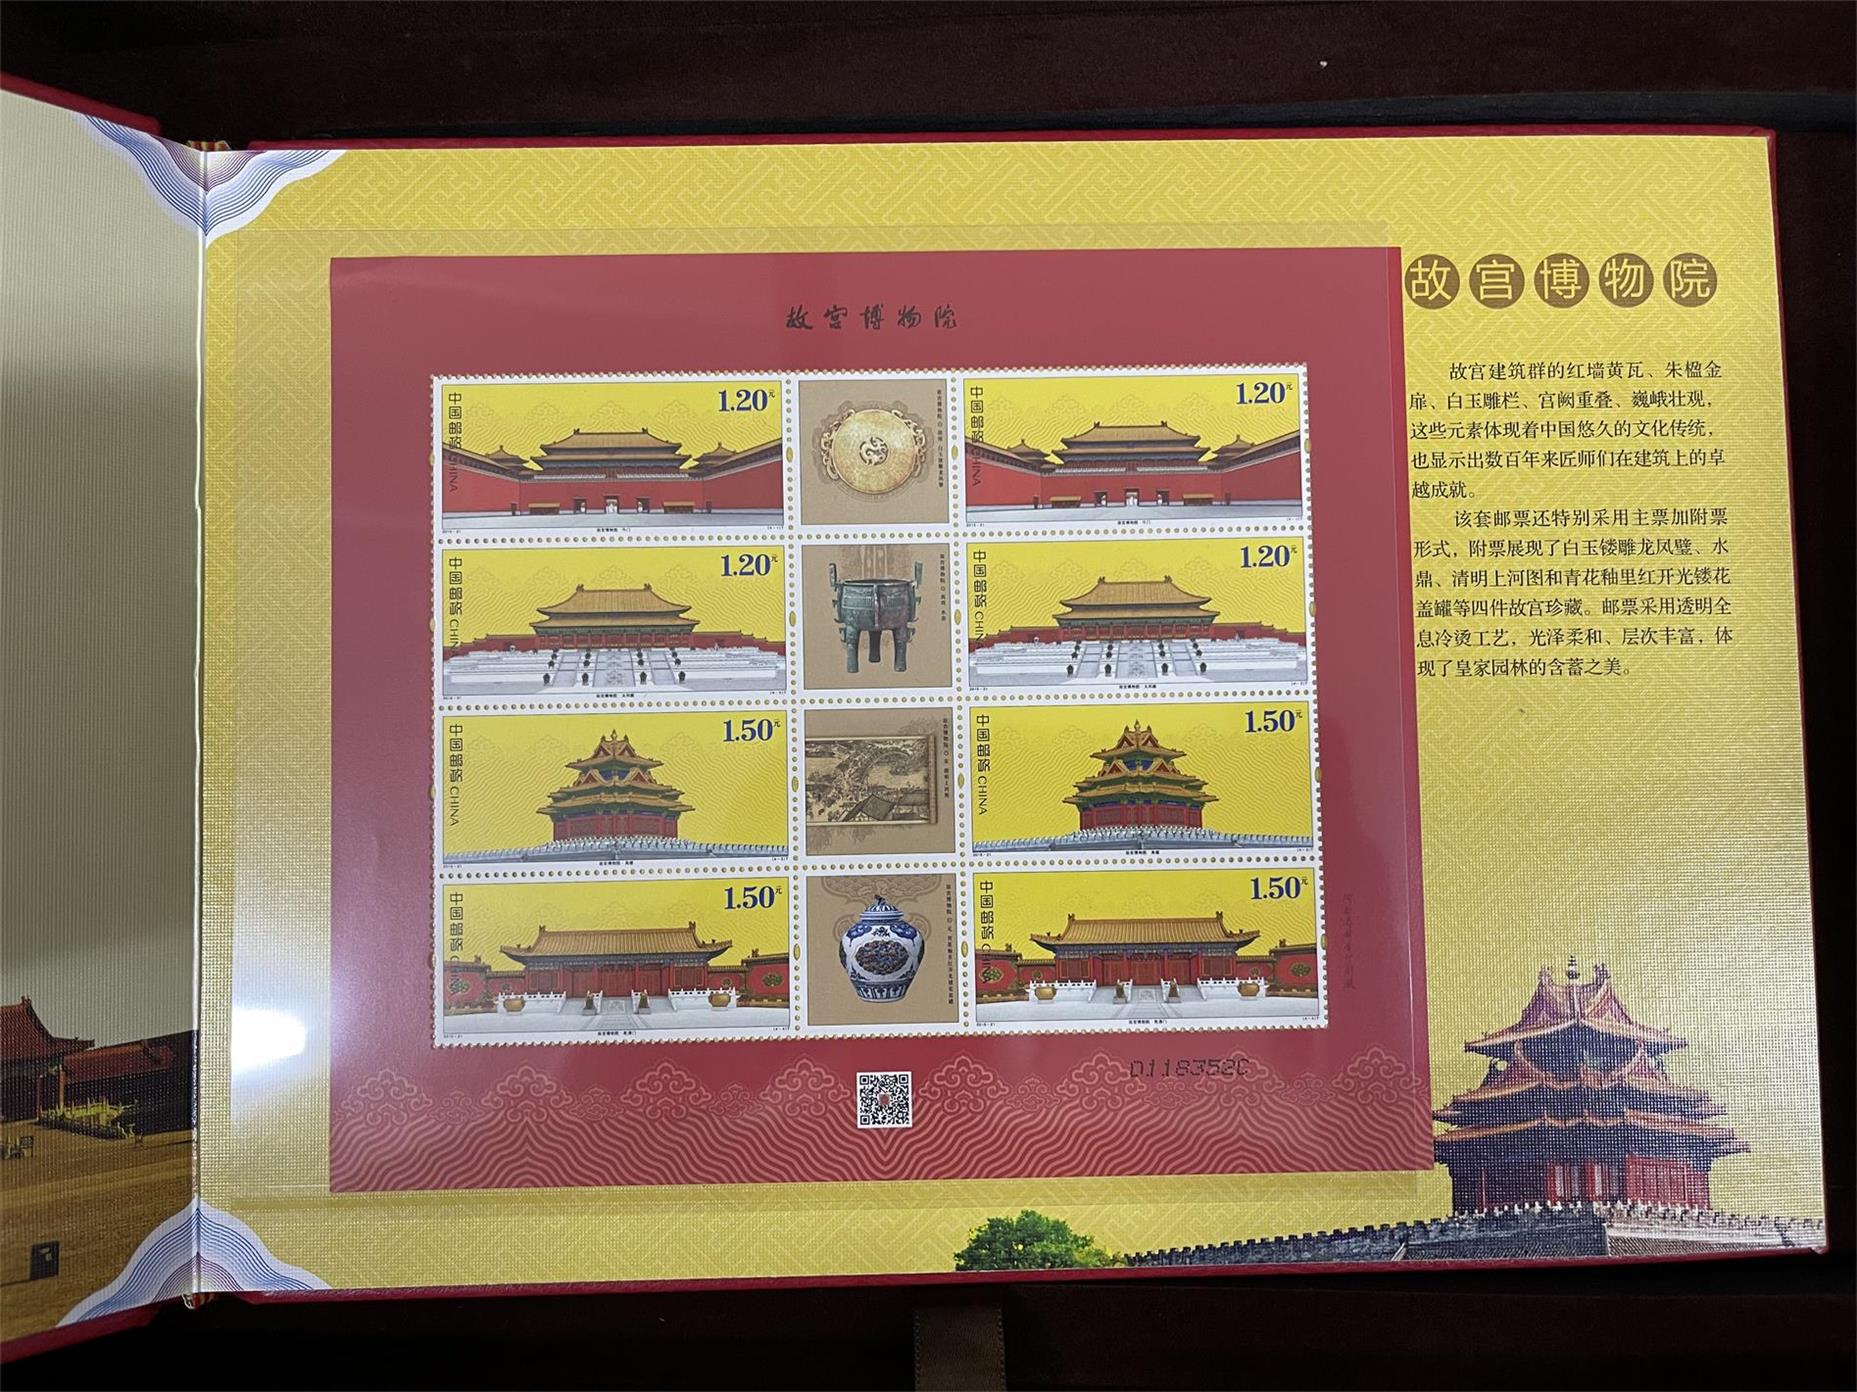 故宫博物院
故宫博物院
故宫建筑群的红墙黄瓦、朱楹金
扉、白玉雕栏、宫阙重叠、巍峨壮观，
这些元素体现着中国悠久的文化传统，
也显示出数百年来匠师们在建筑上的卓
越成就。
该套邮票还特别采用主票加附票
形式，附票展现了白玉镂雕龙凤璧、水
鼎、清明上河图和青花釉里红开光镂花
盖罐等四件故宫珍藏。邮票采用透明全
息冷烫工艺，光泽柔和、层次丰富，体
现了皇家园林的含蓄之美。
中国邮政 CHINA
1.20元
中国邮政 CHINA
1.20元
中国邮政 CHINA
1.20元
中国邮政 CHINA
1.20元
中国邮政 CHINA
1.50元
中国邮政 CHINA
1.50元
中国邮政 CHINA
1.50元
中国邮政 CHINA
1.50元